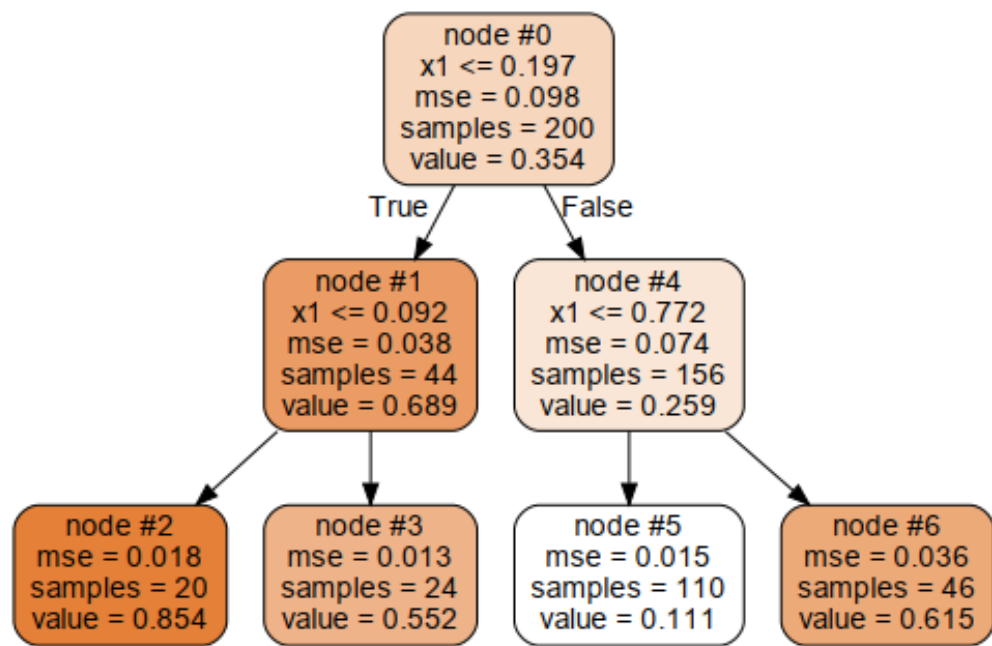 node #0
x1 <= 0.197
mse = 0.098
samples = 200
value = 0.354
True
False
node #1
x1 <= 0.092
mse = 0.038
samples = 44
value = 0.689
node #4
x1 <= 0.772
mse = 0.074
samples = 156
value = 0.259
node #2
mse = 0.018
samples = 20
value = 0.854
node #3
mse = 0.013
samples = 24
value = 0.552
node #5
mse = 0.015
samples = 110
value = 0.111
node #6
mse = 0.036
samples = 46
value = 0.615